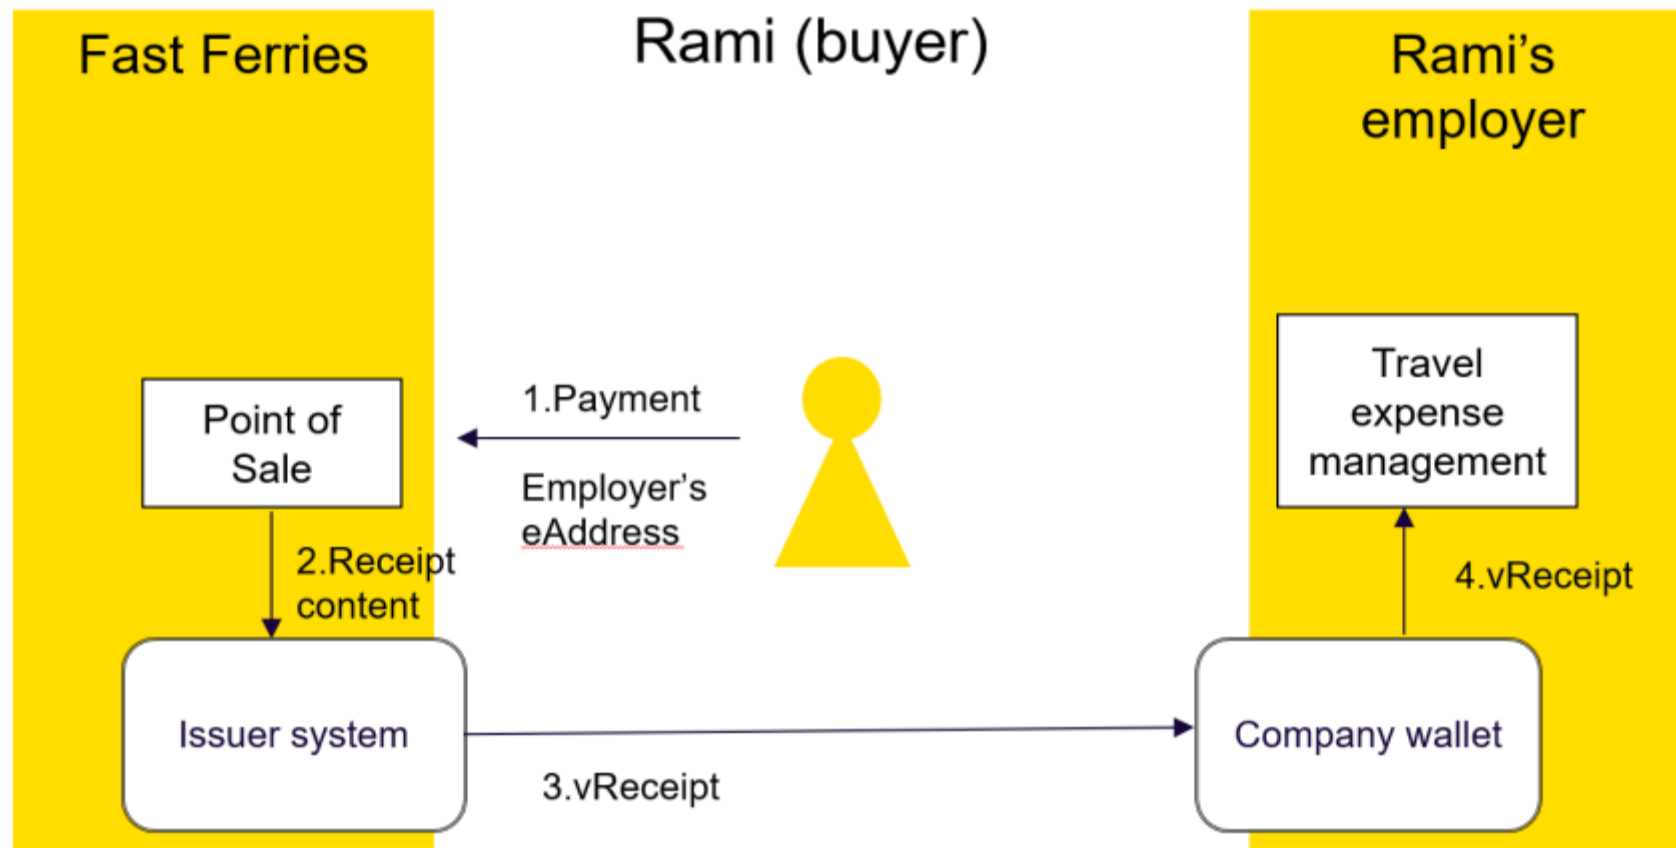 Fast Ferries
Rami (buyer)
Rami's
employer
Point of
Sale
1.Payment
Employer's
eAddress
Travel
expense
management
2.Receipt
content
4.vReceipt
Issuer system
3.vReceipt
Company wallet